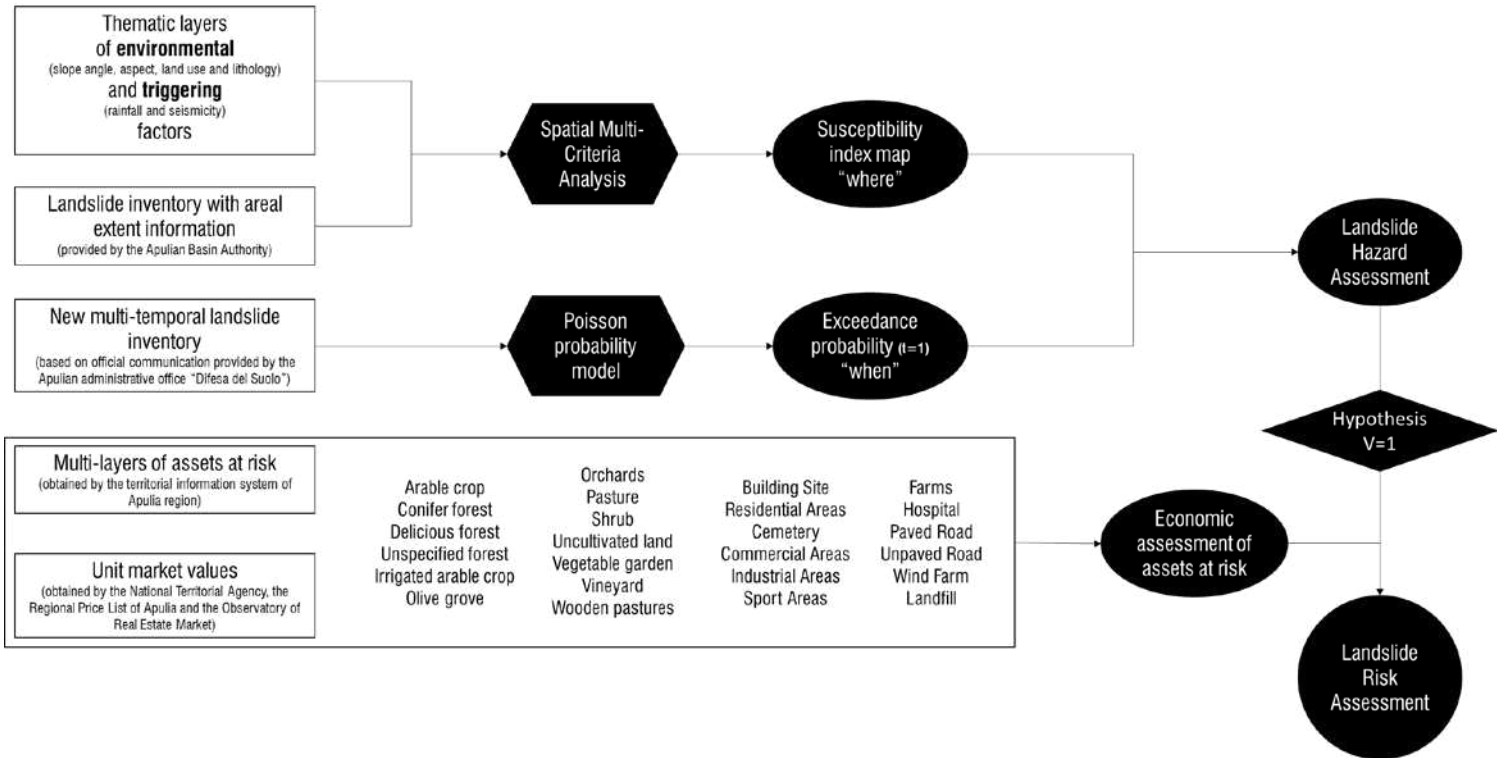 Thematic layers
of environmental
(slope angle, aspect, land use and lithology)
and triggering
(rainfall and seismicity)
factors
Landslide inventory with areal
extent information
(provided by the Apulian Basin Authority)
New multi-temporal landslide
inventory
(based on official communication provided by the
Apulian administrative office "Difesa del Suolo")
Spatial Multi-
Criteria
Analysis
Susceptibility
index map
"where"
Poisson
probability
model
Exceedance
probability (t=1)
"when"
Landslide
Hazard
Assessment
Hypothesis
V=1
Multi-layers of assets at risk
(obtained by the territorial information system of
Apulia region)
Unit market values
(obtained by the National Territorial Agency, the
Regional Price List of Apulia and the Observatory of
Real Estate Market)
Arable crop
Conifer forest
Delicious forest
Unspecified forest
Irrigated arable crop
Olive grove
Orchards
Pasture
Shrub
Uncultivated land
Vegetable garden
Vineyard
Wooden pastures
Building Site
Residential Areas
Cemetery
Commercial Areas
Industrial Areas
Sport Areas
Farms
Hospital
Paved Road
Unpaved Road
Wind Farm
Landfill
Economic
assessment of
assets at risk
Landslide
Risk
Assessment